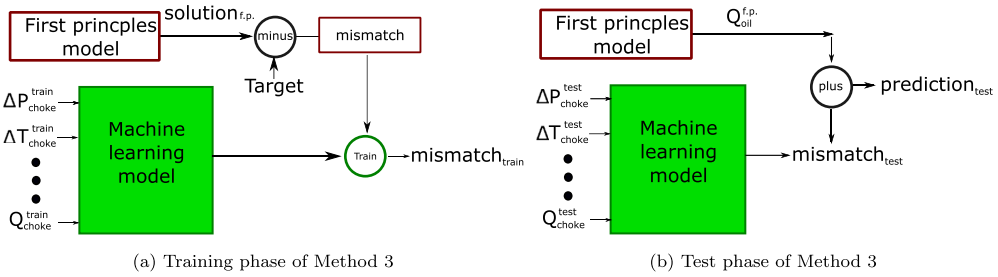 First princples
model
solution f.p.
minus
mismatch
Target
ΔP train choke
ΔT train choke
Q train choke
Machine
learning
model
Train
mismatch train
(a) Training phase of Method 3
First princples
model
Q f.p. oil
plus
prediction test
ΔP test choke
ΔT test choke
Q test choke
Machine
learning
model
mismatch test
(b) Test phase of Method 3